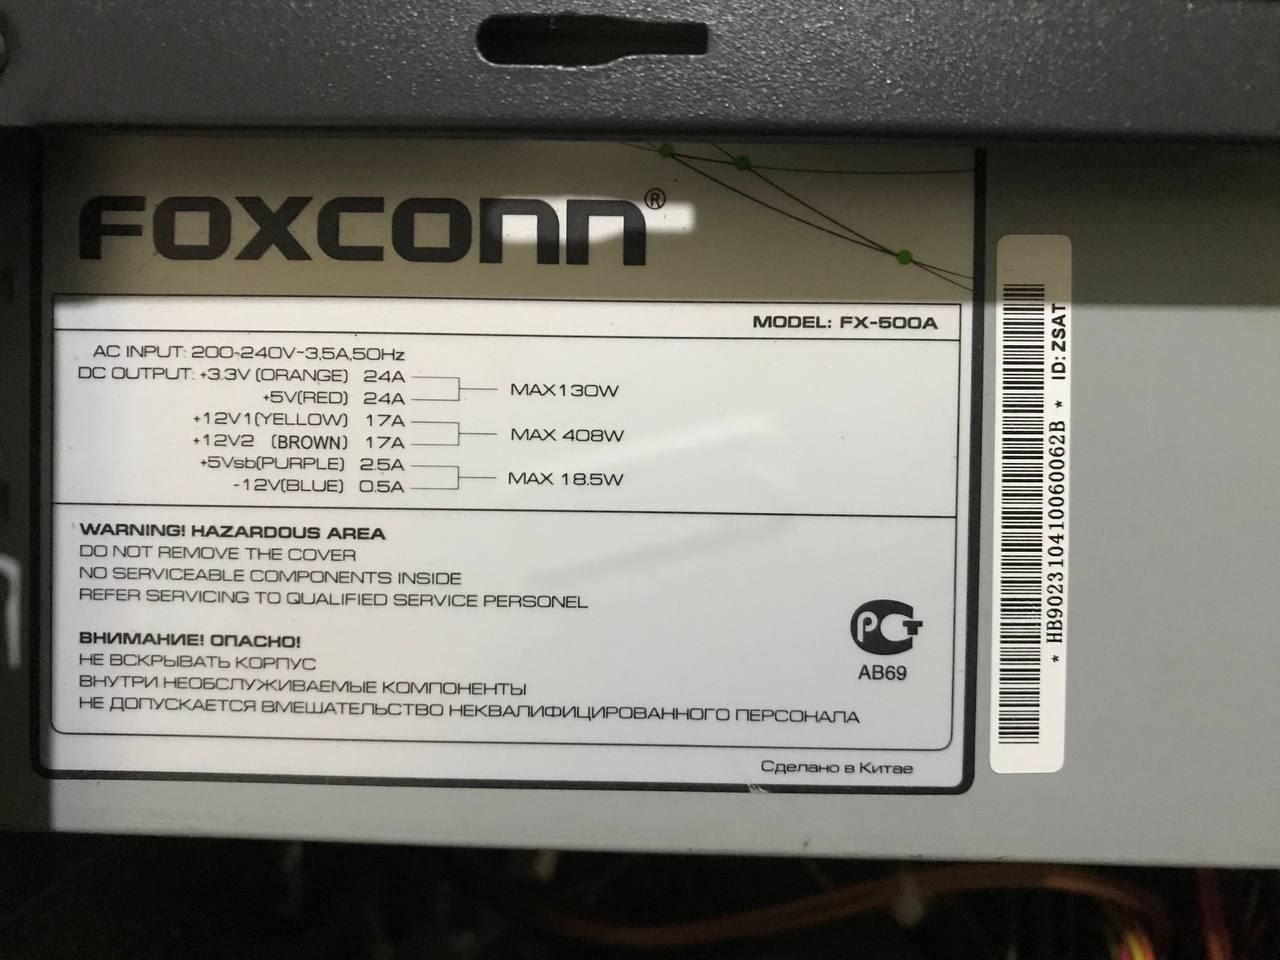 FOXCONN®
MODEL: FX-500A
AC INPUT: 200-240V~3,5A,50Hz
DC OUTPUT: +3.3V (ORANGE) 24A
+5V(RED) 24A
MAX130W
+12V1(YELLOW) 17A
+12V2 (BROWN) 17A
MAX 408W
+5Vsb(PURPLE) 2.5A
-12V(BLUE) 0.5A
MAX 18.5W
WARNING! HAZARDOUS AREA
DO NOT REMOVE THE COVER
NO SERVICEABLE COMPONENTS INSIDE
REFER SERVICING TO QUALIFIED SERVICE PERSONEL
ВНИМАНИЕ! ОПАСНО!
НЕ ВСКРЫВАТЬ КОРПУС
ВНУТРИ НЕОБСЛУЖИВАЕМЫЕ КОМПОНЕНТЫ
НЕ ДОПУСКАЕТСЯ ВМЕШАТЕЛЬСТВО НЕКВАЛИФИЦИРОВАННОГО ПЕРСОНАЛА
РСТ
АВ69
Сделано в Китае
* HB902310410060062B * ID:ZSAT